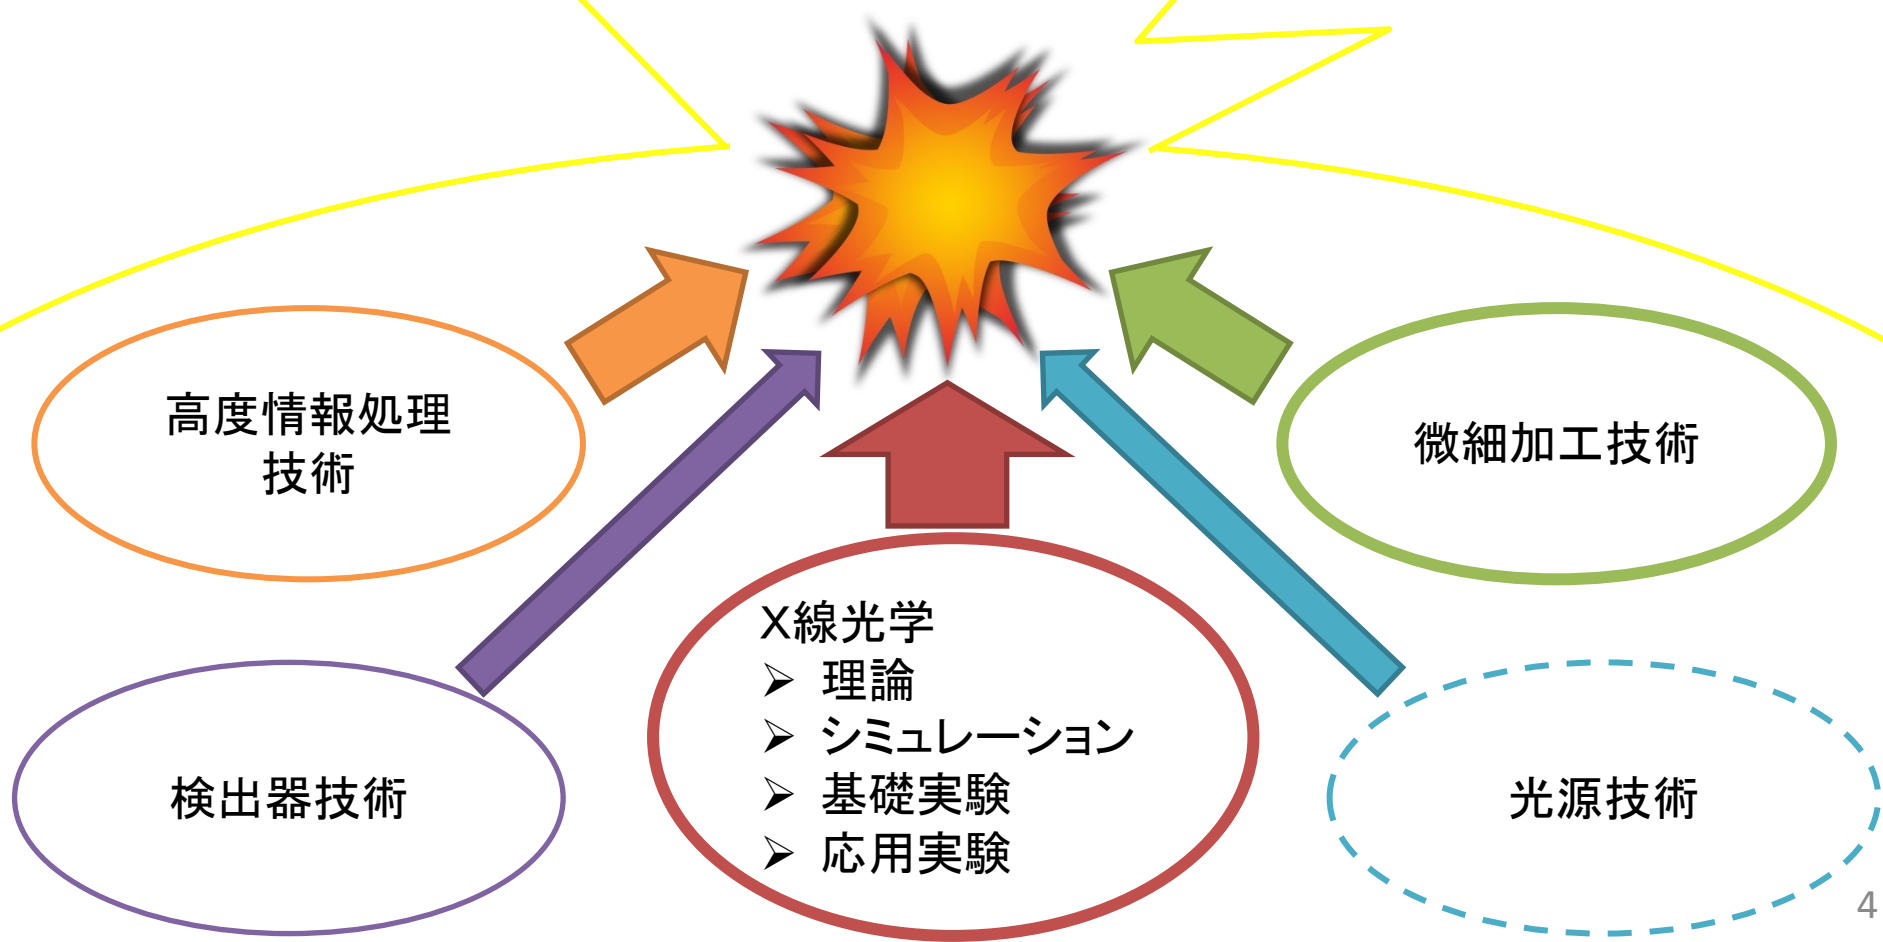 高度情報処理
技術
微細加工技術
X線光学
➢ 理論
➢ シミュレーション
➢ 基礎実験
➢ 応用実験
検出器技術
光源技術
4